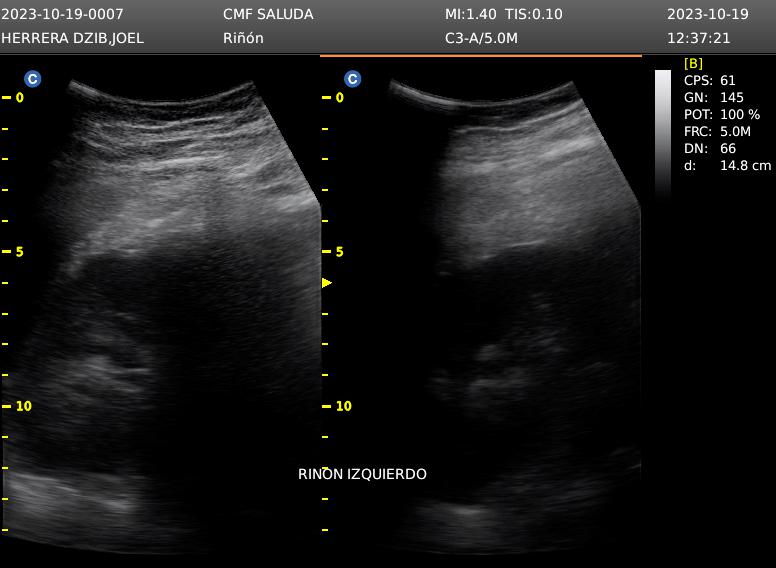 2023-10-19-0007 CMF SALUDA MI:1.40 TIS:0.10 2023-10-19
HERRERA DZIB,JOEL Riñón C3-A/5.0M 12:37:21
[B]
C C
0 0
CPS: 61
GN: 145
POT: 100 %
FRC: 5.0M
DN: 66
d: 14.8 cm
5 5
10 10
RINON IZQUIERDO